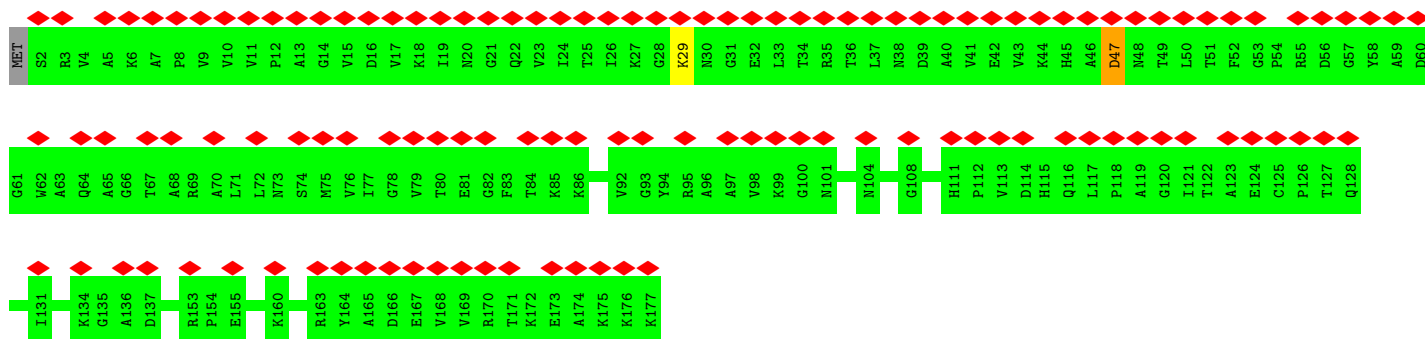 MET S2 R3 V4 A5 K6 A7 P8 V9 V10 V11 P12 A13 G14 V15 D16 V17 K18 I19 N20 G21 Q22 V23 I24 T25 I26 K27 G28 K29 N30 G31 E32 L33 T34 R35 T36 L37 N38 D39 A40 V41 E42 V43 K44 H45 A46 D47 N48 T49 L50 T51 F52 G53 P54 R55 D56 G57 Y58 A59 D60
G61 W62 A63 Q64 A65 G66 T67 A68 R69 A70 L71 L72 N73 S74 M75 V76 I77 G78 V79 T80 E81 G82 F83 T84 K85 K86 V92 G93 Y94 R95 A96 A97 V98 K99 G100 N101 N104 G108 H111 P112 V113 D114 H115 Q116 L117 P118 A119 G120 I121 T122 A123 E124 C125 P126 T127 Q128
I131 K134 G135 A136 D137 R153 P154 E155 K160 R163 Y164 A165 D166 E167 V168 V169 R170 T171 K172 E173 A174 K175 K176 K177